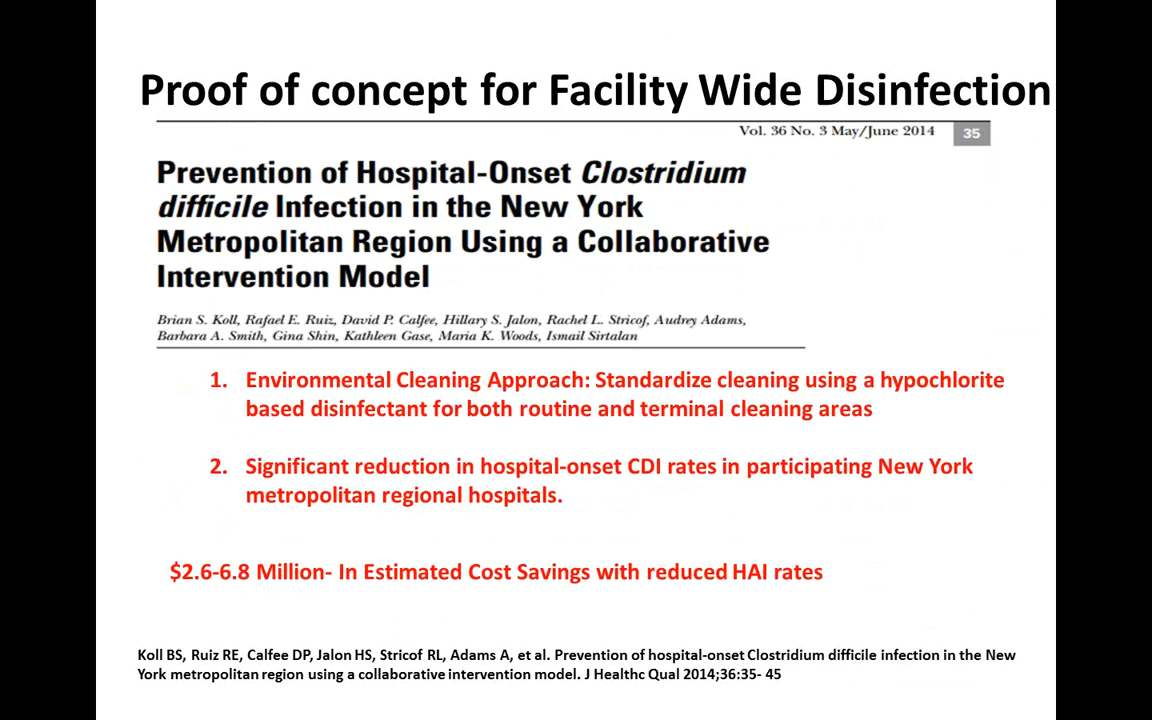 Proof of concept for Facility Wide Disinfection
Vol. 36 No. 3 May/June 2014 35
Prevention of Hospital-Onset Clostridium
difficile Infection in the New York
Metropolitan Region Using a Collaborative
Intervention Model
Brian S. Koll, Rafael E. Ruiz, David P. Calfee, Hillary S. Jalon, Rachel L. Stricof, Audrey Adams,
Barbara A. Smith, Gina Shin, Kathleen Gase, Maria K. Woods, Ismail Sirtalan
1. Environmental Cleaning Approach: Standardize cleaning using a hypochlorite
based disinfectant for both routine and terminal cleaning areas
2. Significant reduction in hospital-onset CDI rates in participating New York
metropolitan regional hospitals.
$2.6-6.8 Million- In Estimated Cost Savings with reduced HAI rates
Koll BS, Ruiz RE, Calfee DP, Jalon HS, Stricof RL, Adams A, et al. Prevention of hospital-onset Clostridium difficile infection in the New
York metropolitan region using a collaborative intervention model. J Healthc Qual 2014;36:35- 45